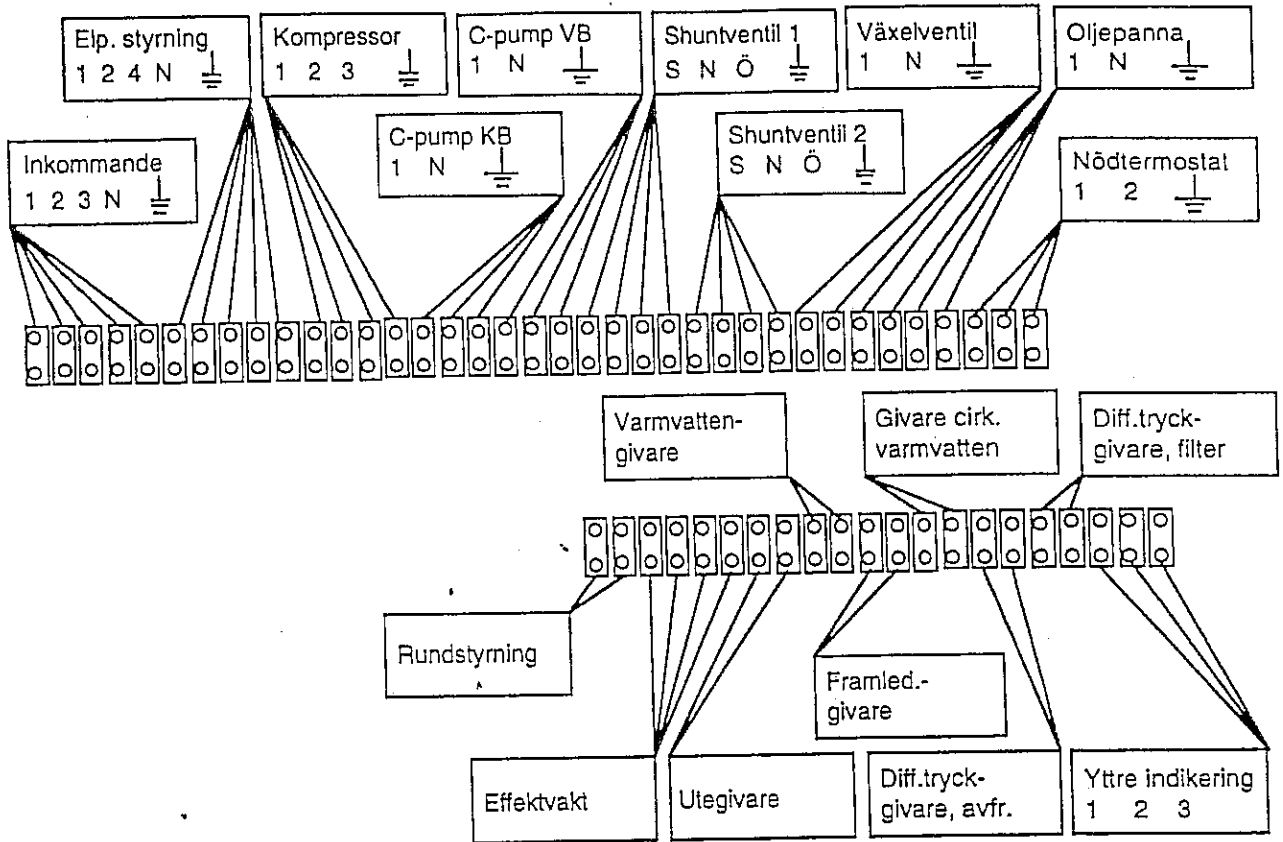 Elp. styrning
1 2 4 N
Kompressor
1 2 3
C-pump VB
1 N
Shuntventil 1
S N Ö
Växelventil
1 N
Oljepanna
1 N
Inkommande
1 2 3 N
C-pump KB
1 N
Shuntventil 2
S N Ö
Nödtermostat
1 2
Varmvatten-
givare
Givare cirk.
varmvatten
Diff.tryck-
givare, filter
Rundstyrning
Framled.-
givare
Effektvakt
Utegivare
Diff.tryck-
givare, avfr.
Yttre indikering
1 2 3